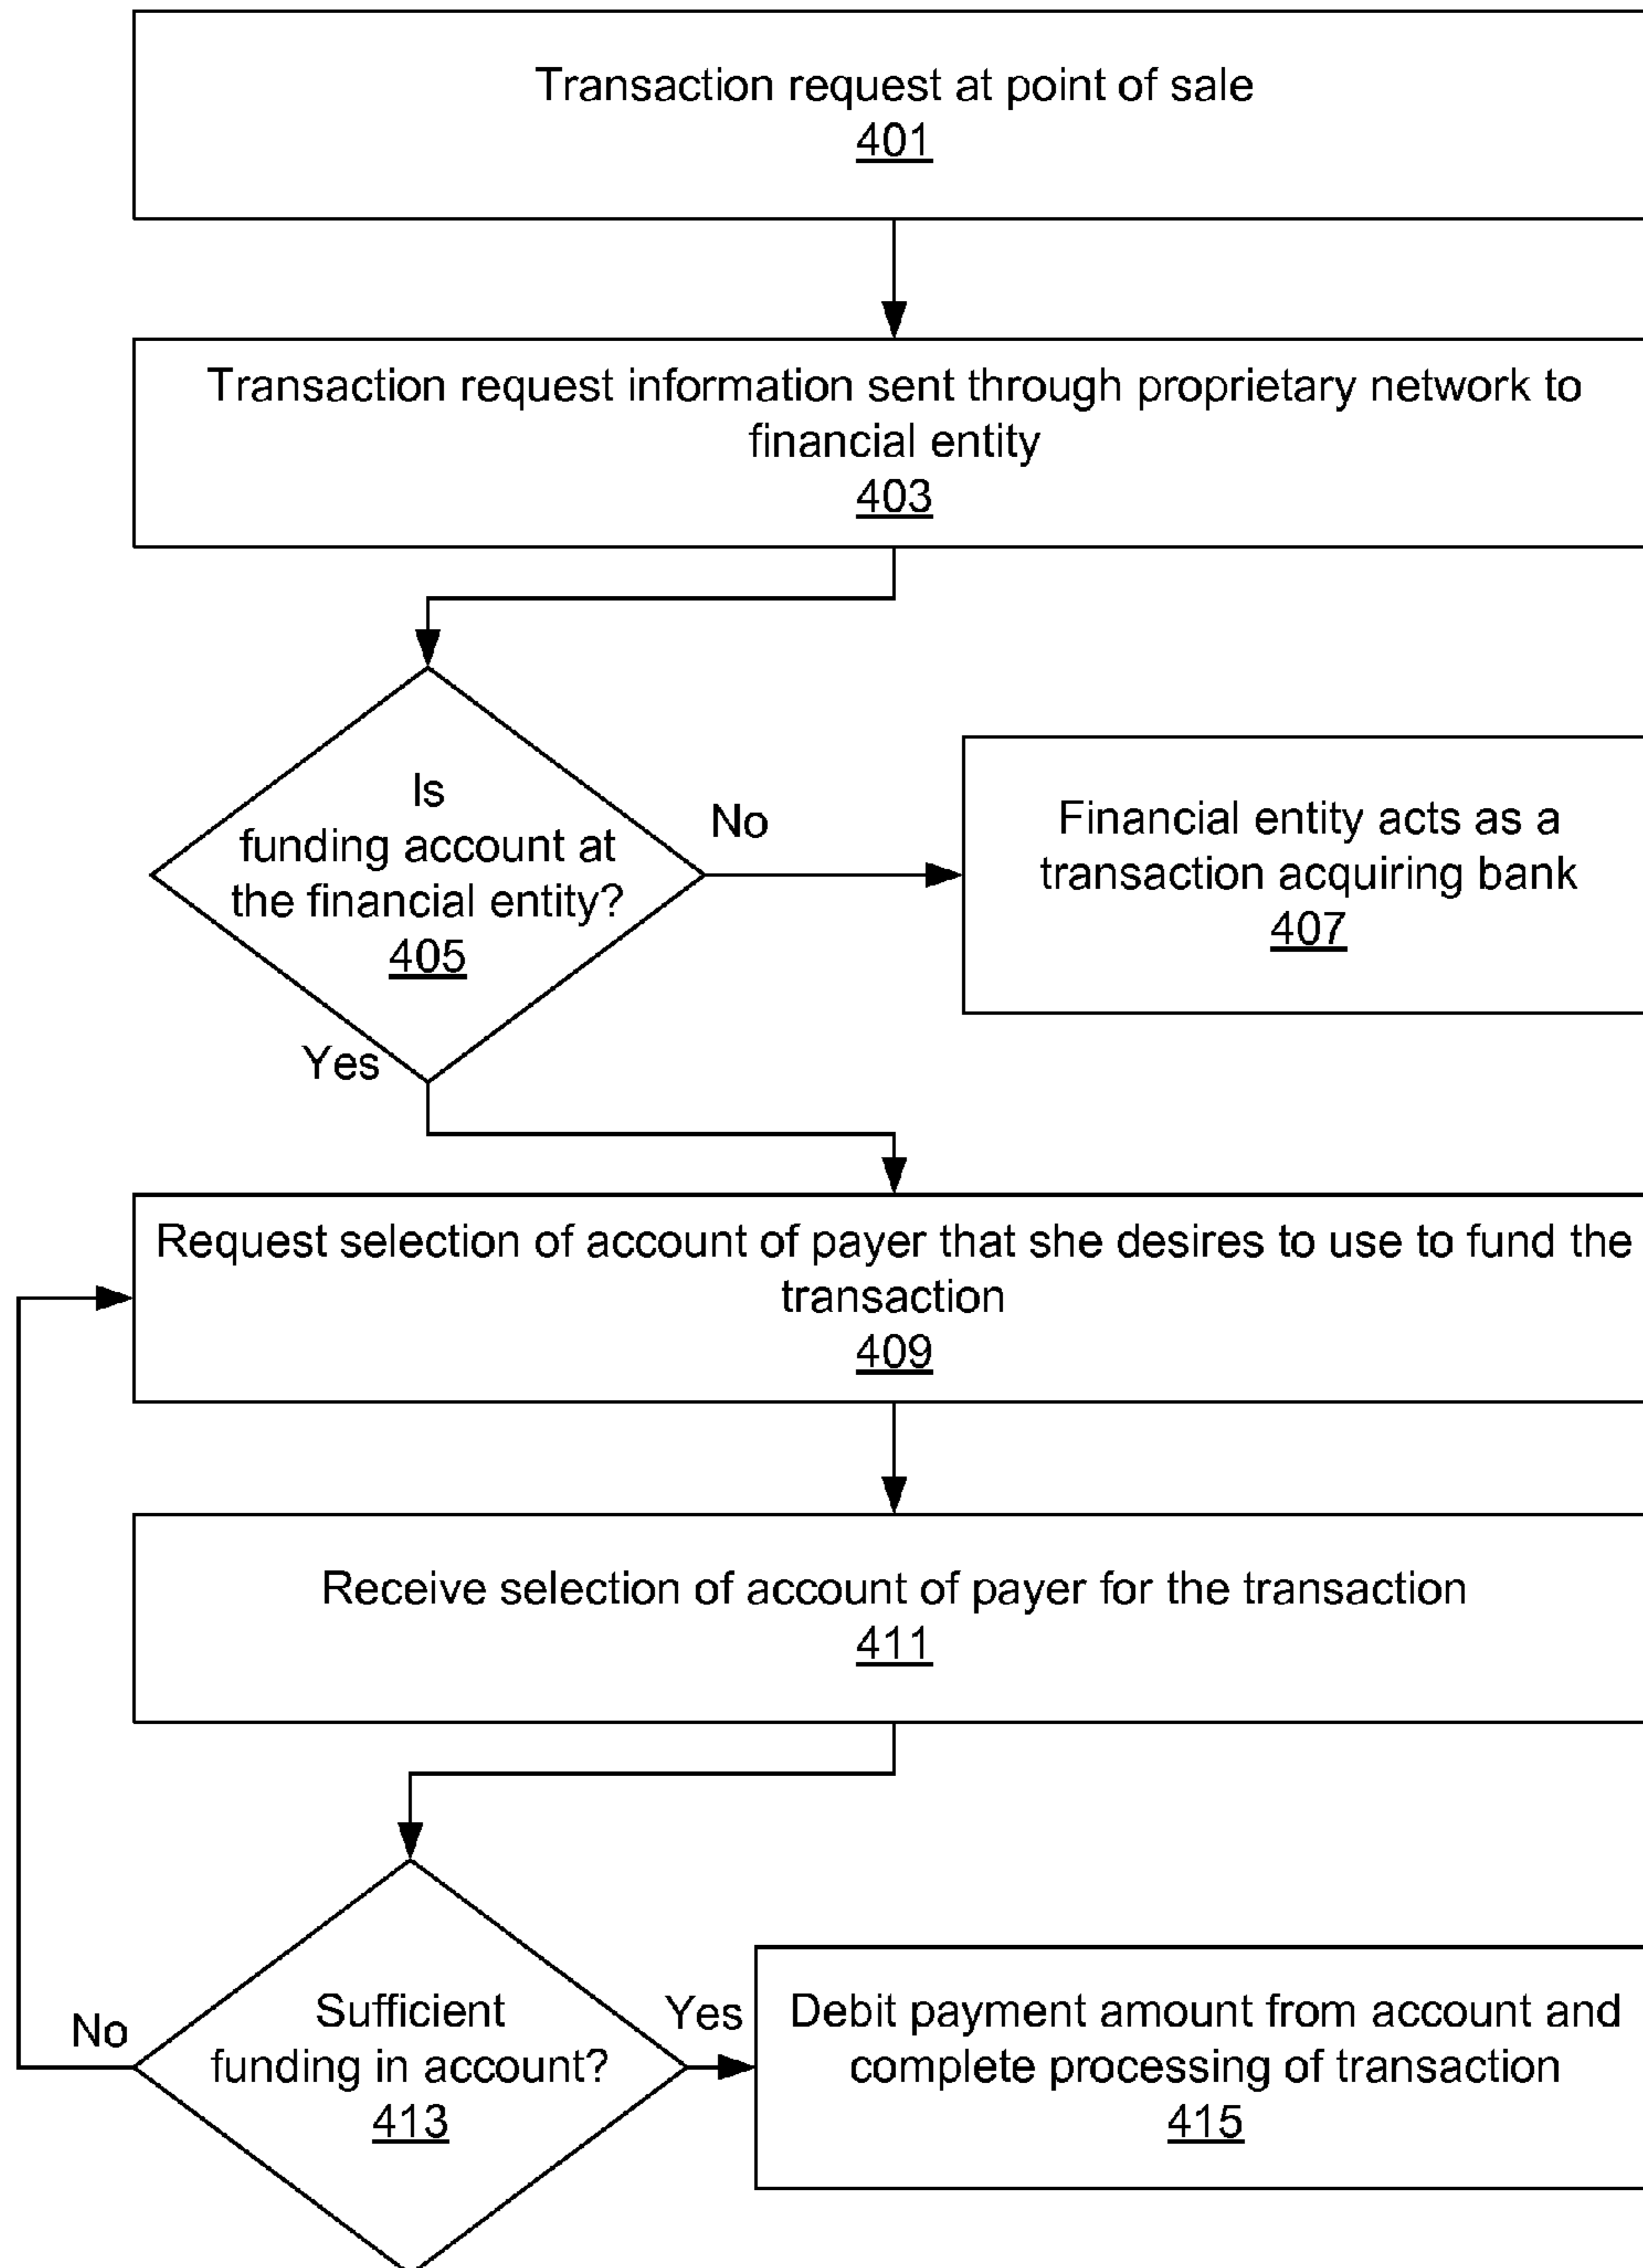 Transaction request at point of sale
401
Transaction request information sent through proprietary network to
financial entity
403
Is
funding account at
the financial entity?
405
No
Financial entity acts as a
transaction acquiring bank
407
Yes
Request selection of account of payer that she desires to use to fund the
transaction
409
Receive selection of account of payer for the transaction
411
No
Sufficient
funding in account?
413
Yes
Debit payment amount from account and
complete processing of transaction
415